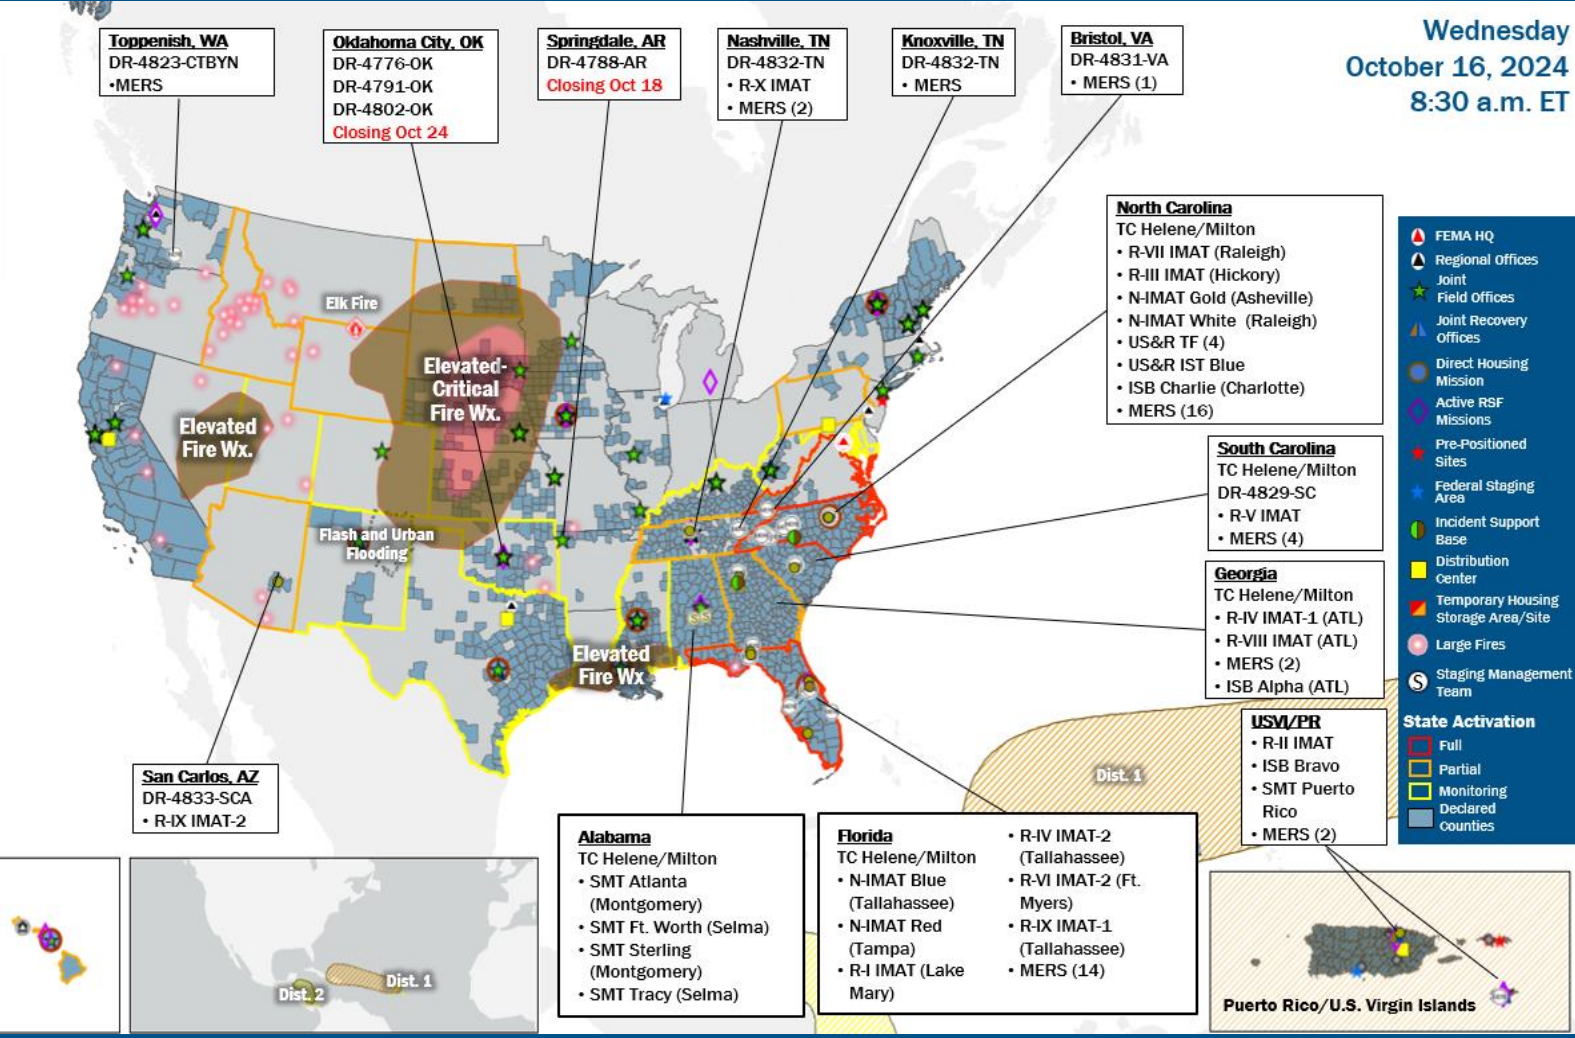 Wednesday
October 16, 2024
8:30 a.m. ET
Toppenish, WA
DR-4823-CTBYN
•MERS
Oklahoma City, OK
DR-4776-OK
DR-4791-OK
DR-4802-OK
Closing Oct 24
Springdale, AR
DR-4788-AR
Closing Oct 18
Nashville, TN
DR-4832-TN
• R-X IMAT
• MERS (2)
Knoxville, TN
DR-4832-TN
• MERS
Bristol, VA
DR-4831-VA
• MERS (1)
North Carolina
TC Helene/Milton
• R-VII IMAT (Raleigh)
• R-III IMAT (Hickory)
• N-IMAT Gold (Asheville)
• N-IMAT White (Raleigh)
• US&R TF (4)
• US&R IST Blue
• ISB Charlie (Charlotte)
• MERS (16)
South Carolina
TC Helene/Milton
DR-4829-SC
• R-V IMAT
• MERS (4)
Georgia
TC Helene/Milton
• R-IV IMAT-1 (ATL)
• R-VIII IMAT (ATL)
• MERS (2)
• ISB Alpha (ATL)
USVI/PR
• R-II IMAT
• ISB Bravo
• SMT Puerto
Rico
• MERS (2)
FEMA HQ
Regional Offices
Joint
Field Offices
Joint Recovery
Offices
Direct Housing
Mission
Active RSF
Missions
Pre-Positioned
Sites
Federal Staging
Area
Incident Support
Base
Distribution
Center
Temporary Housing
Storage Area/Site
Large Fires
S
Staging Management
Team
State Activation
Full
Partial
Monitoring
Declared
Counties
Elk Fire
Elevated-
Critical
Fire Wx.
Elevated
Fire Wx.
Flash and Urban
Flooding
Elevated
Fire Wx
Dist. 1
San Carlos, AZ
DR-4833-SCA
• R-IX IMAT-2
Alabama
TC Helene/Milton
• SMT Atlanta
(Montgomery)
• SMT Ft. Worth (Selma)
• SMT Sterling
(Montgomery)
• SMT Tracy (Selma)
Florida
TC Helene/Milton
• N-IMAT Blue
(Tallahassee)
• N-IMAT Red
(Tampa)
• R-I IMAT (Lake
Mary)
• R-IV IMAT-2
(Tallahassee)
• R-VI IMAT-2 (Ft.
Myers)
• R-IX IMAT-1
(Tallahassee)
• MERS (14)
Dist. 2
Dist. 1
Puerto Rico/U.S. Virgin Islands